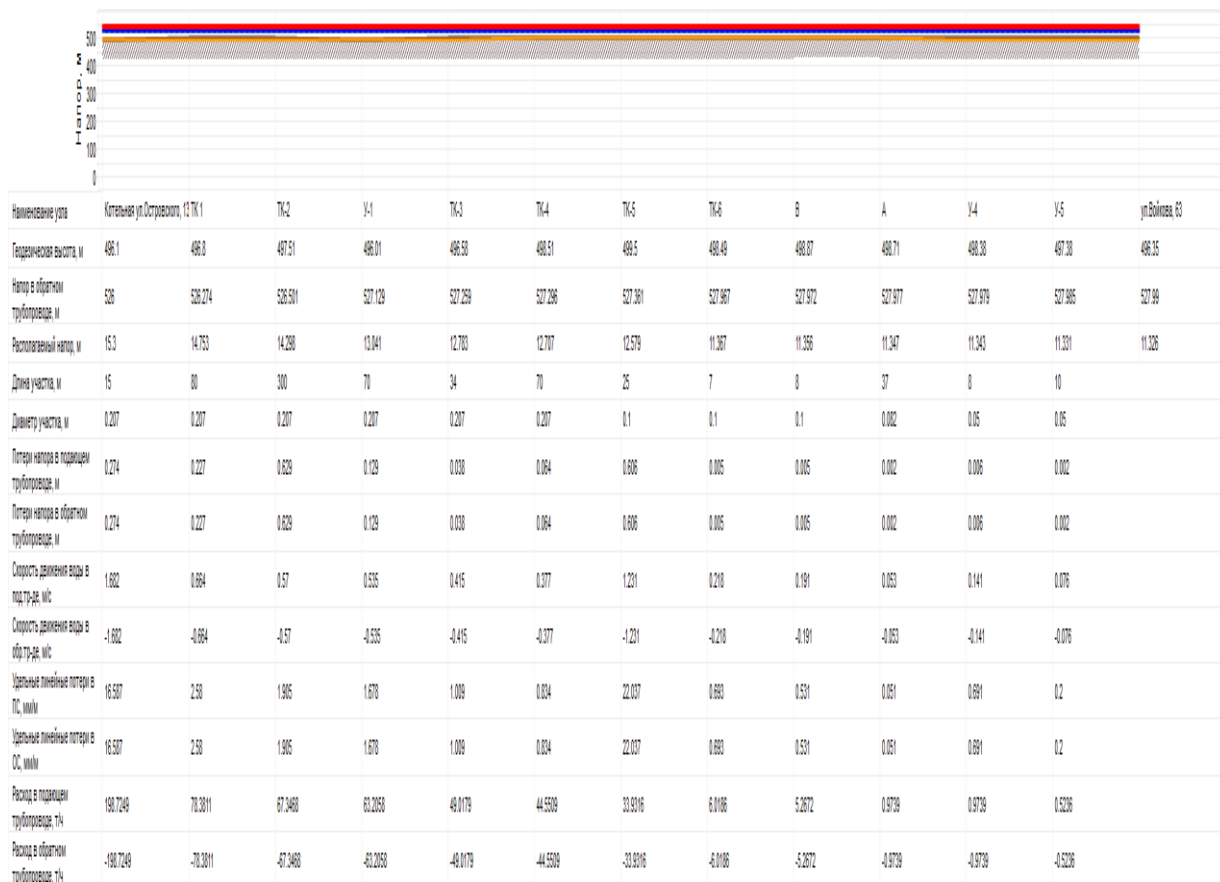 Напор, м
500
400
300
200
100
0
Наименование узла Котельная ул.Островского, 13 ТК 1 ТК-2 У-1 ТК-3 ТК-4 ТК-5 ТК-6 В А У-4 У-5 ул.Войкова, 63
Геодезическая высота, м 496.1 496.8 497.51 496.01 496.58 498.51 499.5 498.49 498.87 498.71 498.38 497.38 496.35
Напор в обратном
трубопроводе, м 526 526.274 526.501 527.129 527.259 527.296 527.361 527.967 527.972 527.977 527.979 527.985 527.99
Располагаемый напор, м 15.3 14.753 14.298 13.041 12.783 12.707 12.579 11.367 11.356 11.347 11.343 11.331 11.326
Длина участка, м 15 80 300 70 34 70 25 7 8 37 8 10
Диаметр участка, м 0.207 0.207 0.207 0.207 0.207 0.207 0.1 0.1 0.1 0.082 0.05 0.05
Потери напора в подающем
трубопроводе, м 0.274 0.227 0.629 0.129 0.038 0.064 0.606 0.005 0.005 0.002 0.006 0.002
Потери напора в обратном
трубопроводе, м 0.274 0.227 0.629 0.129 0.038 0.064 0.606 0.005 0.005 0.002 0.006 0.002
Скорость движения воды в
под.тр-де, м/с 1.682 0.664 0.57 0.535 0.415 0.377 1.231 0.218 0.191 0.053 0.141 0.076
Скорость движения воды в
обр.тр-де, м/с -1.682 -0.664 -0.57 -0.535 -0.415 -0.377 -1.231 -0.218 -0.191 -0.053 -0.141 -0.076
Удельные линейные потери в
ПС, мм/м 16.587 2.58 1.905 1.678 1.009 0.834 22.037 0.693 0.531 0.051 0.691 0.2
Удельные линейные потери в
ОС, мм/м 16.587 2.58 1.905 1.678 1.009 0.834 22.037 0.693 0.531 0.051 0.691 0.2
Расход в подающем
трубопроводе, т/ч 198.7249 78.3811 67.3468 63.2058 49.0179 44.5509 33.9316 6.0186 5.2672 0.9739 0.9739 0.5236
Расход в обратном
трубопроводе, т/ч -198.7249 -78.3811 -67.3468 -63.2058 -49.0179 -44.5509 -33.9316 -6.0186 -5.2672 -0.9739 -0.9739 -0.5236